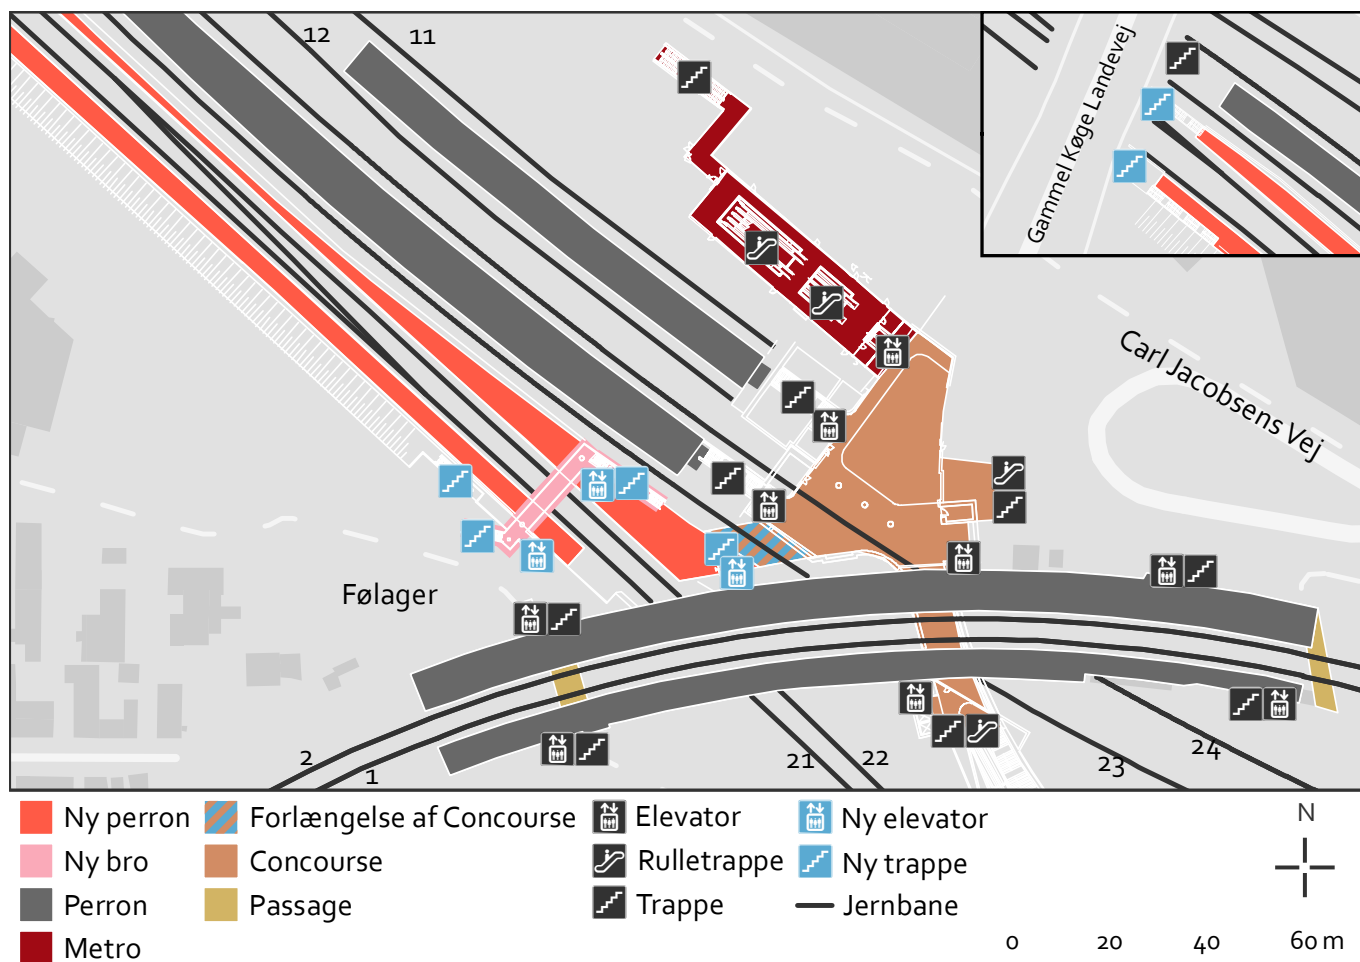 12
11
Gammel Køge Landevej
Carl Jacobsens Vej
Følager
2
1
21
22
23
24
Ny perron
Forlængelse af Concourse
Elevator
Ny elevator
N
Ny bro
Concourse
Rulletrappe
Ny trappe
Perron
Passage
Trappe
Jernbane
Metro
0 20 40 60 m